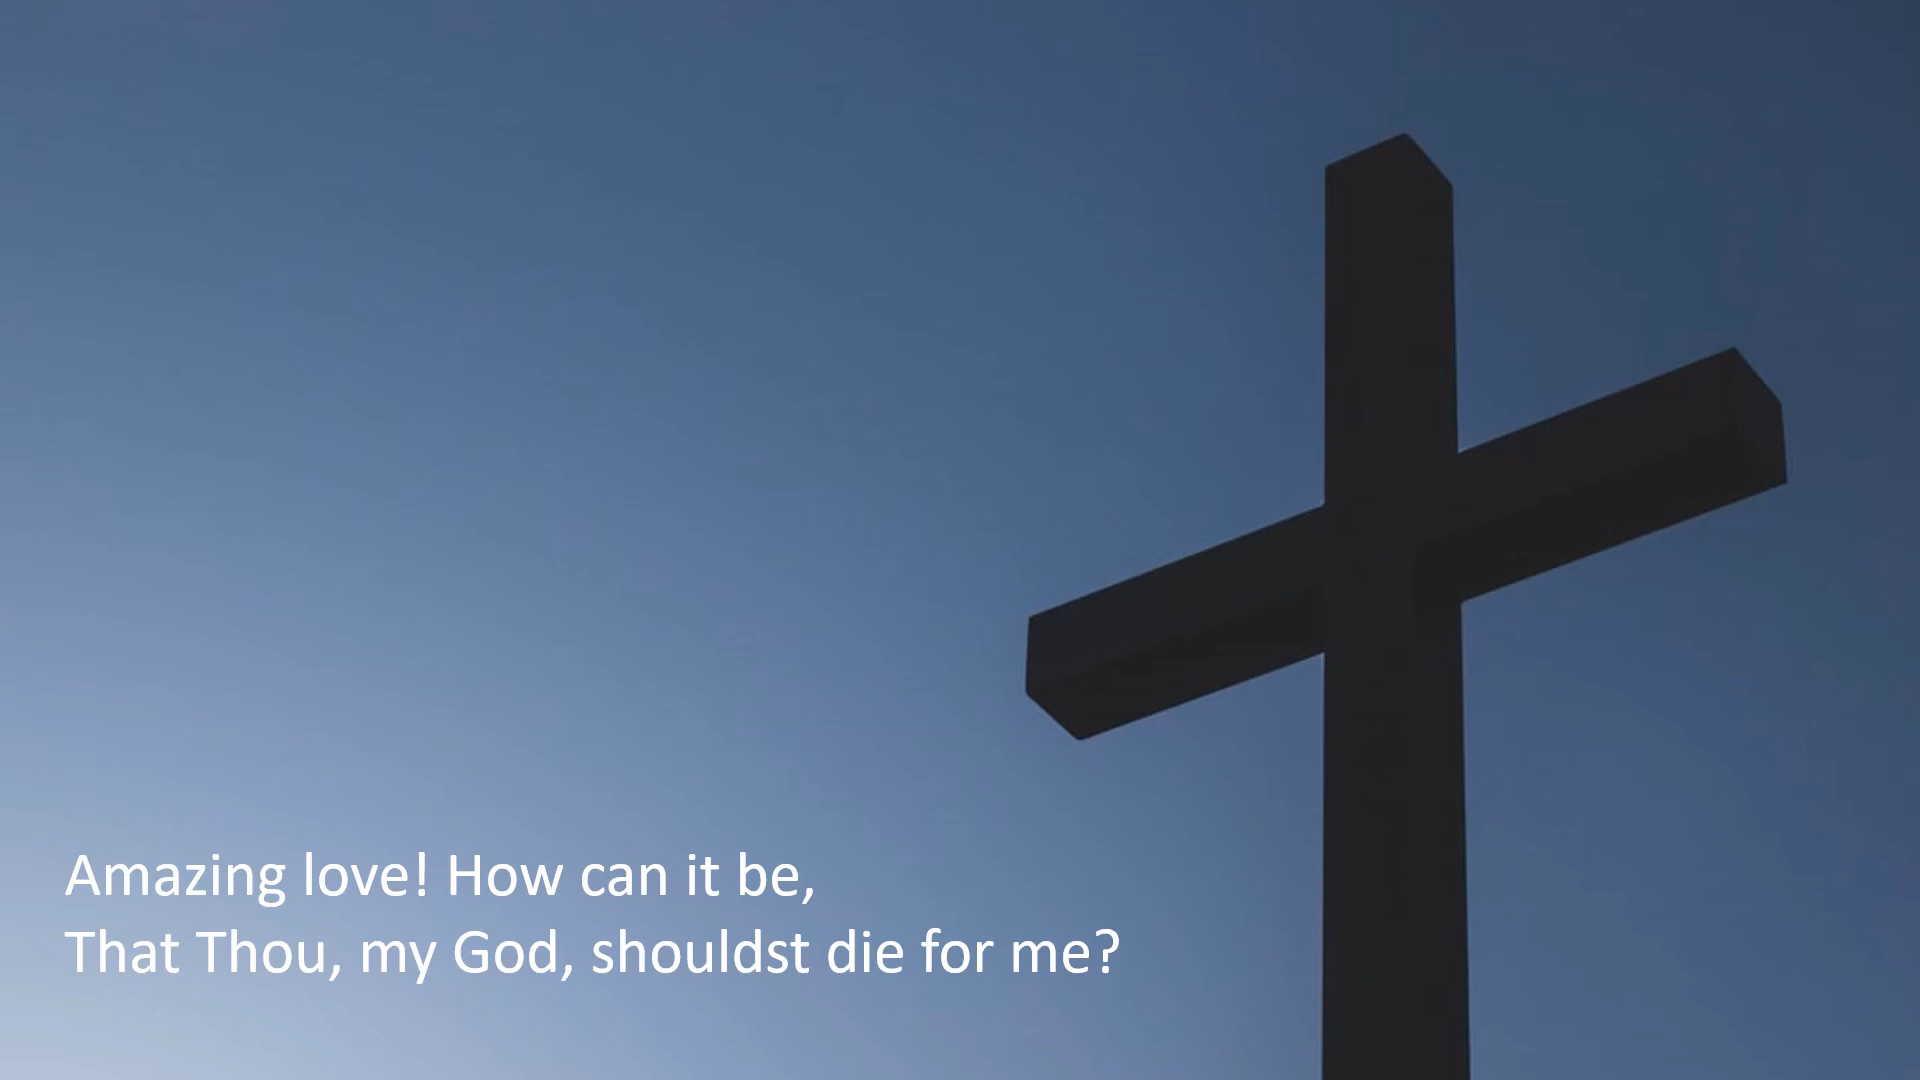 Amazing love! How can it be,
That Thou, my God, shouldst die for me?